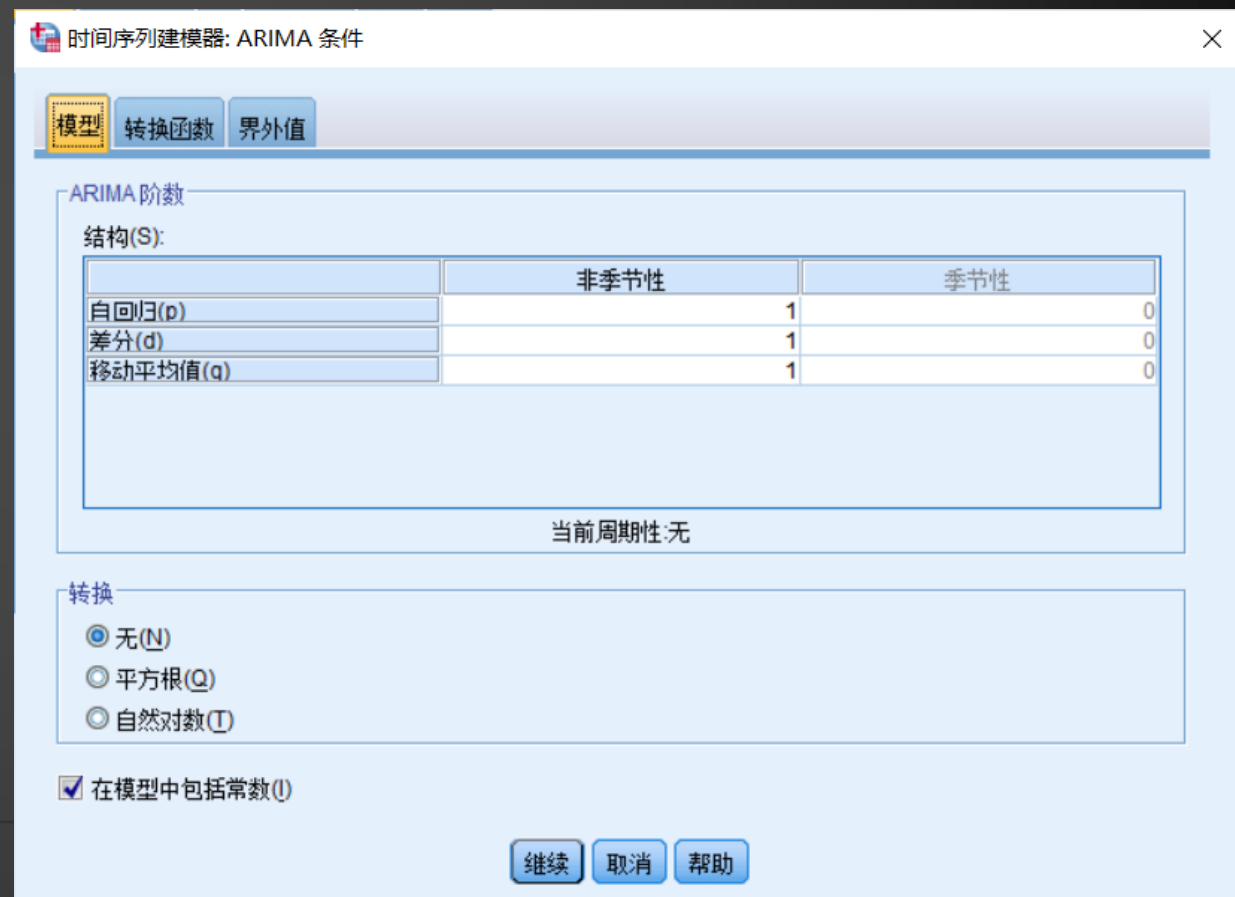 时间序列建模器: ARIMA 条件
模型 转换函数 界外值
ARIMA 阶数
结构(S):
非季节性 季节性
自回归(p) 1 0
差分(d) 1 0
移动平均值(q) 1 0
当前周期性:无
转换
无(N)
平方根(Q)
自然对数(T)
在模型中包括常数(I)
继续 取消 帮助